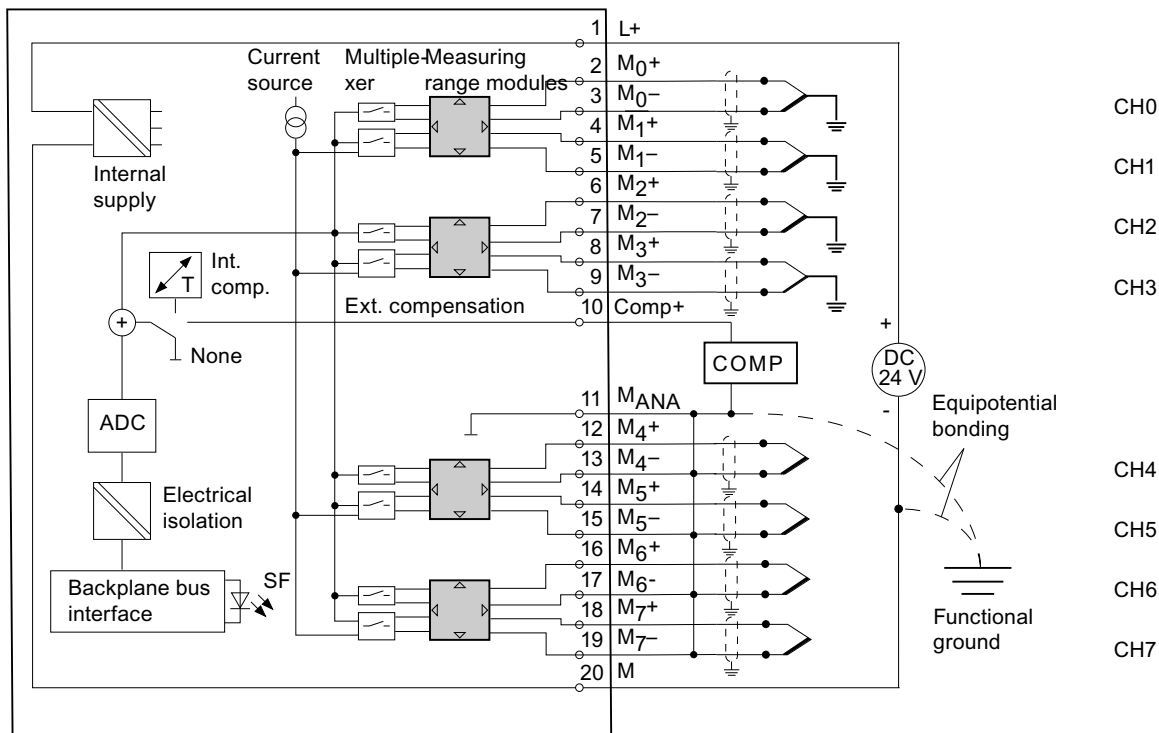 1 L+
Current source
Multiple-xer
Measuring range modules
2 M0+
3 M0−
4 M1+
5 M1−
6 M2+
7 M2−
8 M3+
9 M3−
10 Comp+
CH0
CH1
CH2
CH3
Internal supply
T
Int. comp.
Ext. compensation
+
None
COMP
+
DC 24 V
-
ADC
11 MANA
12 M4+
13 M4−
14 M5+
15 M5−
16 M6+
17 M6-
18 M7+
19 M7−
20 M
Equipotential bonding
CH4
CH5
CH6
CH7
Electrical isolation
Backplane bus interface
SF
Functional ground